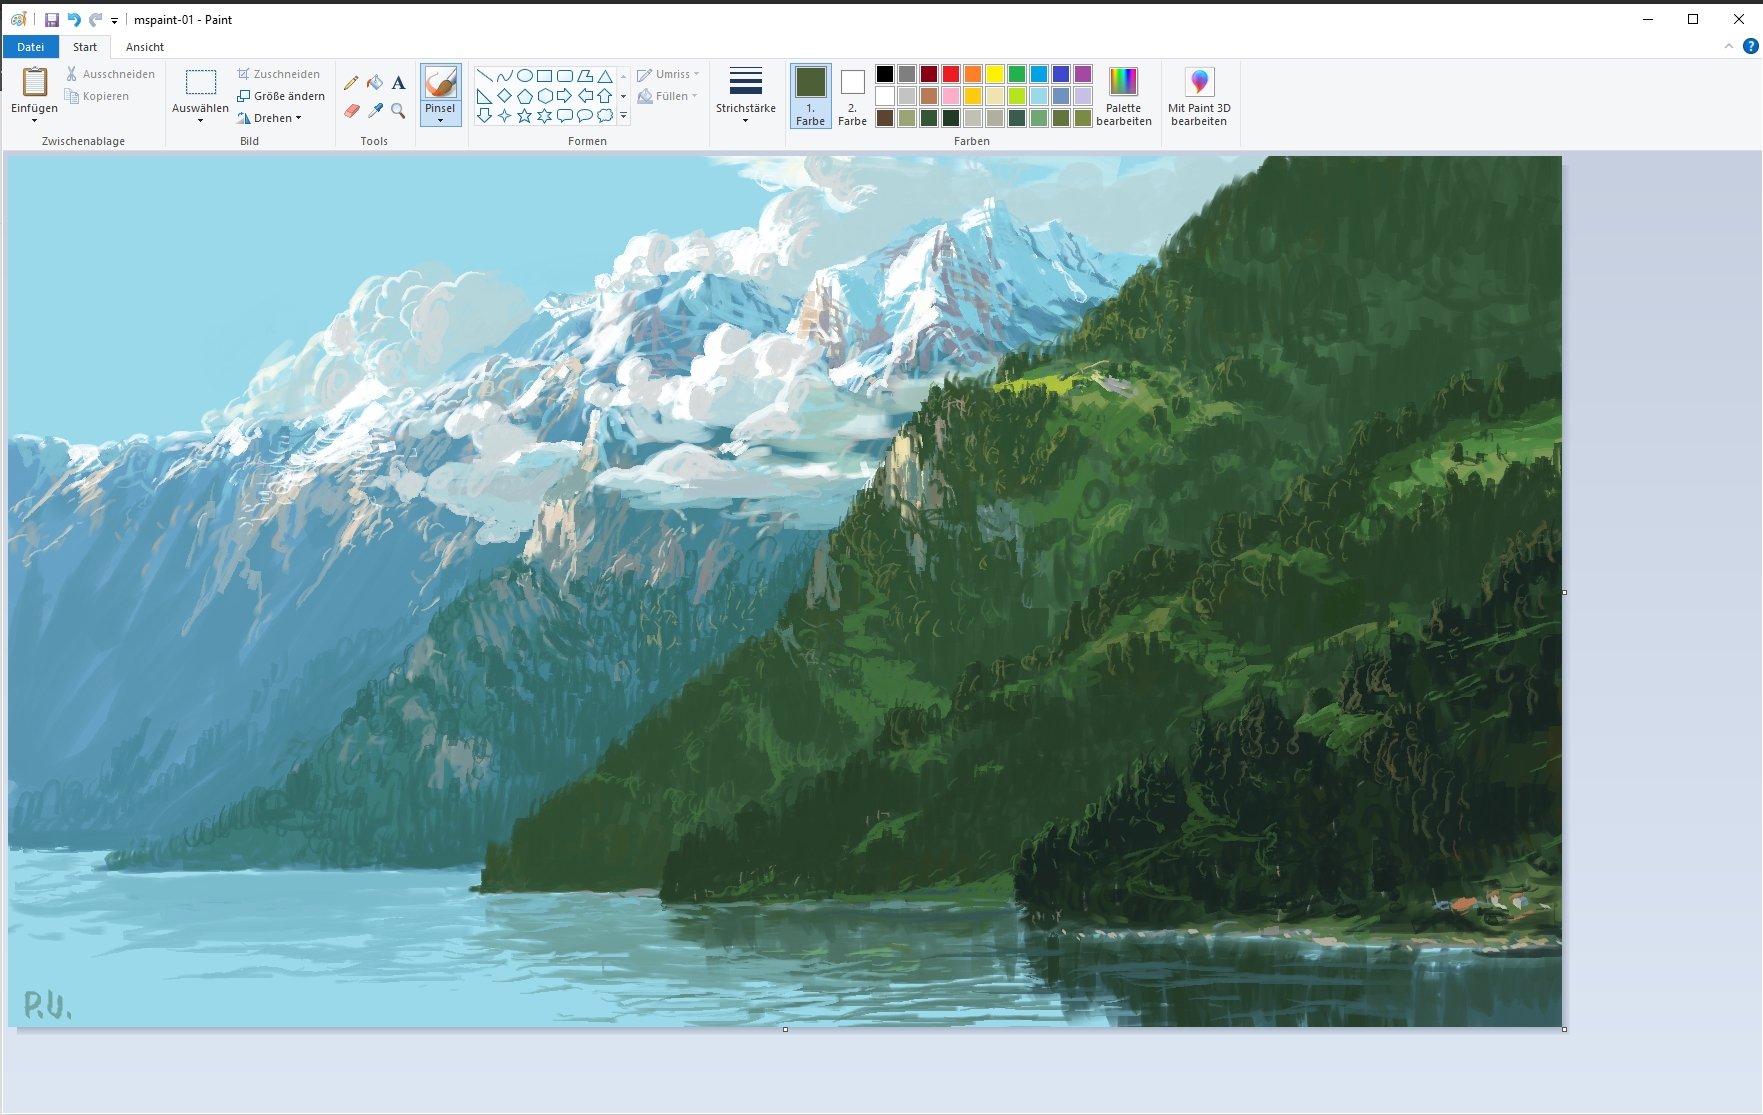 mspaint-01 - Paint
Datei Start Ansicht
?
Einfügen
Ausschneiden
Kopieren
Zwischenablage
Auswählen
Zuschneiden
Größe ändern
Drehen
Bild
A
Tools
Pinsel
Umriss
Füllen
Formen
Strichstärke
1.
Farbe
2.
Farbe
Palette
bearbeiten
Farben
Mit Paint 3D
bearbeiten
P.U.